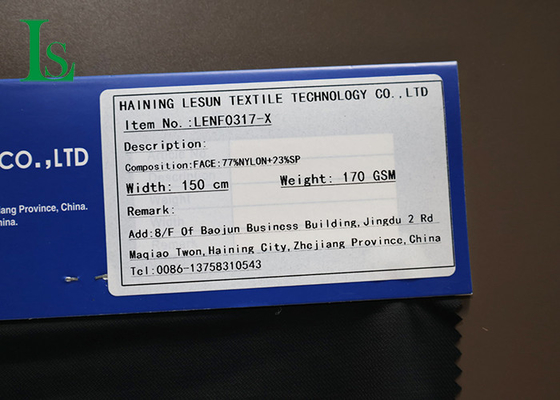 LS
HAINING LESUN TEXTILE TECHNOLOGY CO.,LTD
Item No.:LENF0317-X
Description:
Composition:FACE:77%NYLON+23%SP
Width: 150 cm Weight: 170 GSM
Remark:
Add:8/F Of Baojun Business Building,Jingdu 2 Rd
Maqiao Twon,Haining City,Zhejiang Province,China
Tel:0086-13758310543
CO.,LTD
iang Province, China.
hina.